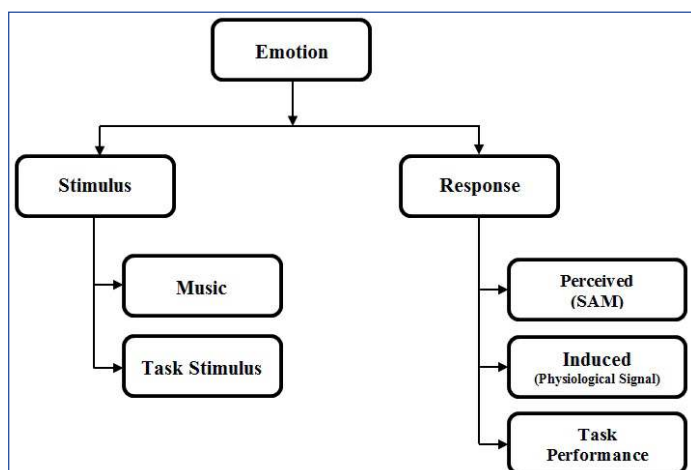 Emotion
Stimulus
Response
Music
Task Stimulus
Perceived
(SAM)
Induced
(Physiological Signal)
Task
Performance